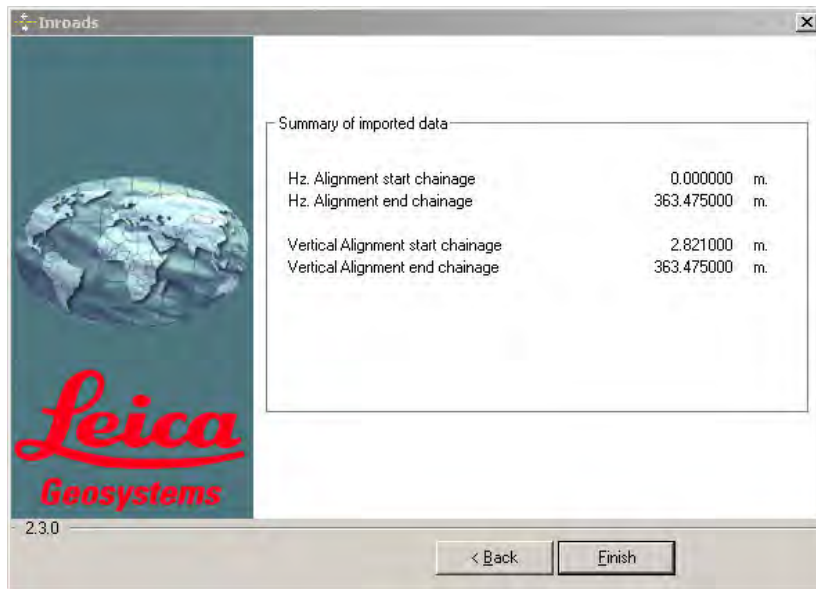 Inroads
Summary of imported data
Hz. Alignment start chainage 0.000000 m.
Hz. Alignment end chainage 363.475000 m.
Vertical Alignment start chainage 2.821000 m.
Vertical Alignment end chainage 363.475000 m.
Leica
Geosystems
2.3.0
< Back
Finish